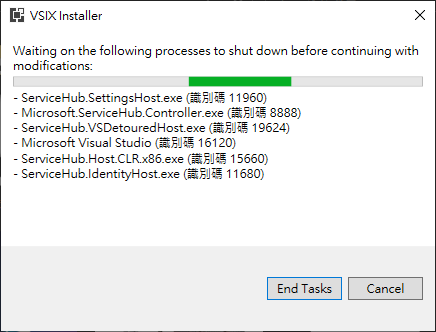 VSIX Installer
Waiting on the following processes to shut down before continuing with
modifications:
- ServiceHub.SettingsHost.exe (識別碼 11960)
- Microsoft.ServiceHub.Controller.exe (識別碼 8888)
- ServiceHub.VSDetouredHost.exe (識別碼 19624)
- Microsoft Visual Studio (識別碼 16120)
- ServiceHub.Host.CLR.x86.exe (識別碼 15660)
- ServiceHub.IdentityHost.exe (識別碼 11680)
End Tasks
Cancel